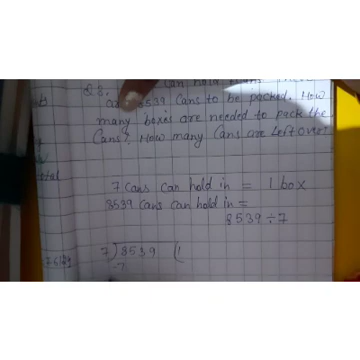 Q8. can hold
8539 Cans to be packed. How
many boxes are needed to pack the
Cans? How many Cans are left over?
7 cans can hold in = 1 box
8539 cans can hold in =
8539 ÷ 7
7) 8539 (1
-7